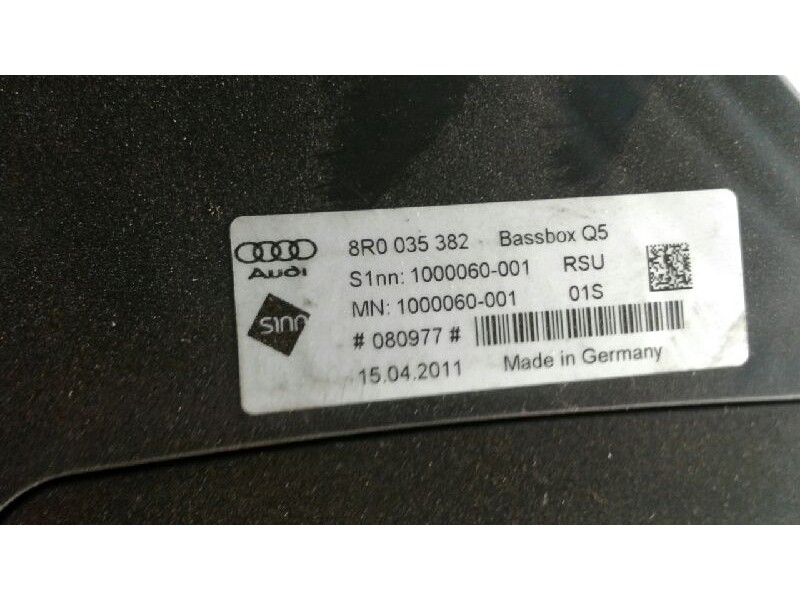 8R0 035 382 Bassbox Q5
Audi
S1nn: 1000060-001 RSU
S1nn
MN: 1000060-001 01S
# 080977 #
15.04.2011 Made in Germany